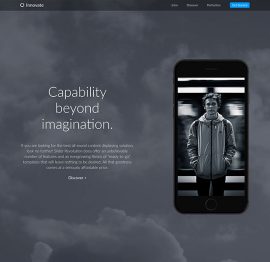 Innovate
Intro Discover Perfection Get Started
Capability
beyond
imagination.
If you are looking for the best all-round content displaying solution,
look no further! Slider Revolution does offer an unbelievable
number of features and an evergrowing library of "ready to go"
templates that will leave nothing to be desired. All that goodness
comes at a seriously affordable price.
Discover >